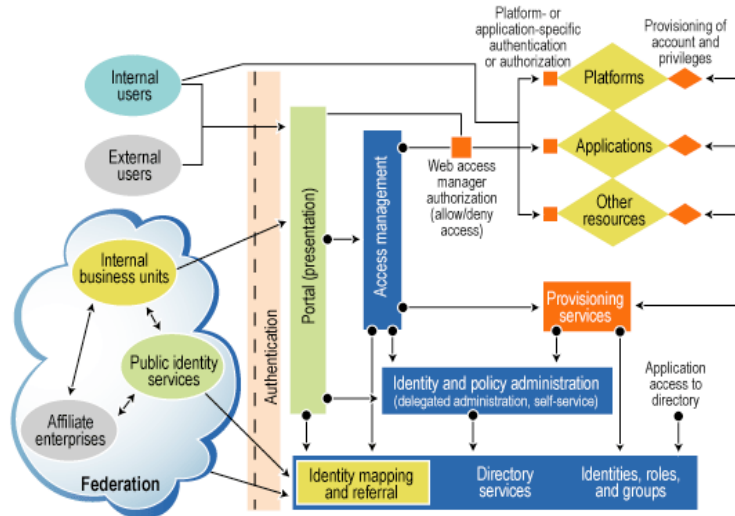 Platform- or
application-specific
authentication
or authorization
Provisioning
of account and
privileges
Internal
users
External
users
Platforms
Applications
Other
resources
Web access
manager
authorization
(allow/deny
access)
Internal
business units
Public identity
services
Affiliate
enterprises
Federation
Authentication
Portal (presentation)
Access management
Provisioning
services
Identity and policy administration
(delegated administration, self-service)
Application
access to
directory
Identity mapping
and referral
Directory
services
Identities, roles,
and groups